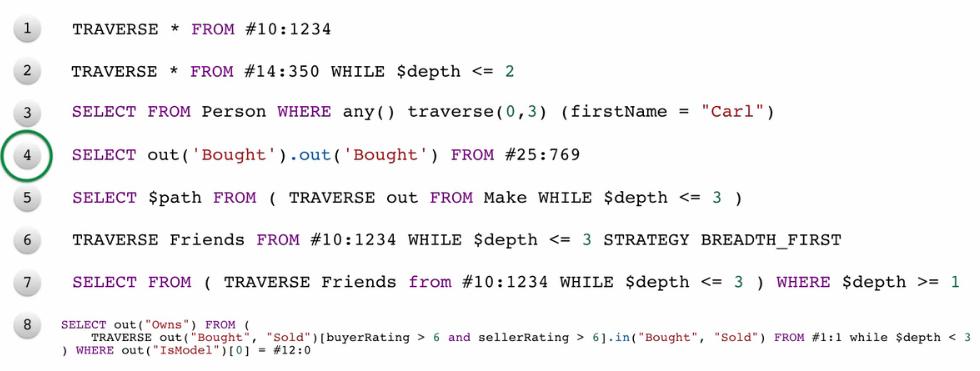 1 TRAVERSE * FROM #10:1234
2 TRAVERSE * FROM #14:350 WHILE $depth <= 2
3 SELECT FROM Person WHERE any() traverse(0,3) (firstName = "Carl")
4 SELECT out('Bought').out('Bought') FROM #25:769
5 SELECT $path FROM ( TRAVERSE out FROM Make WHILE $depth <= 3 )
6 TRAVERSE Friends FROM #10:1234 WHILE $depth <= 3 STRATEGY BREADTH_FIRST
7 SELECT FROM ( TRAVERSE Friends from #10:1234 WHILE $depth <= 3 ) WHERE $depth >= 1
8 SELECT out("Owns") FROM (
TRAVERSE out("Bought", "Sold")[buyerRating > 6 and sellerRating > 6].in("Bought", "Sold") FROM #1:1 while $depth < 3
) WHERE out("IsModel")[0] = #12:0